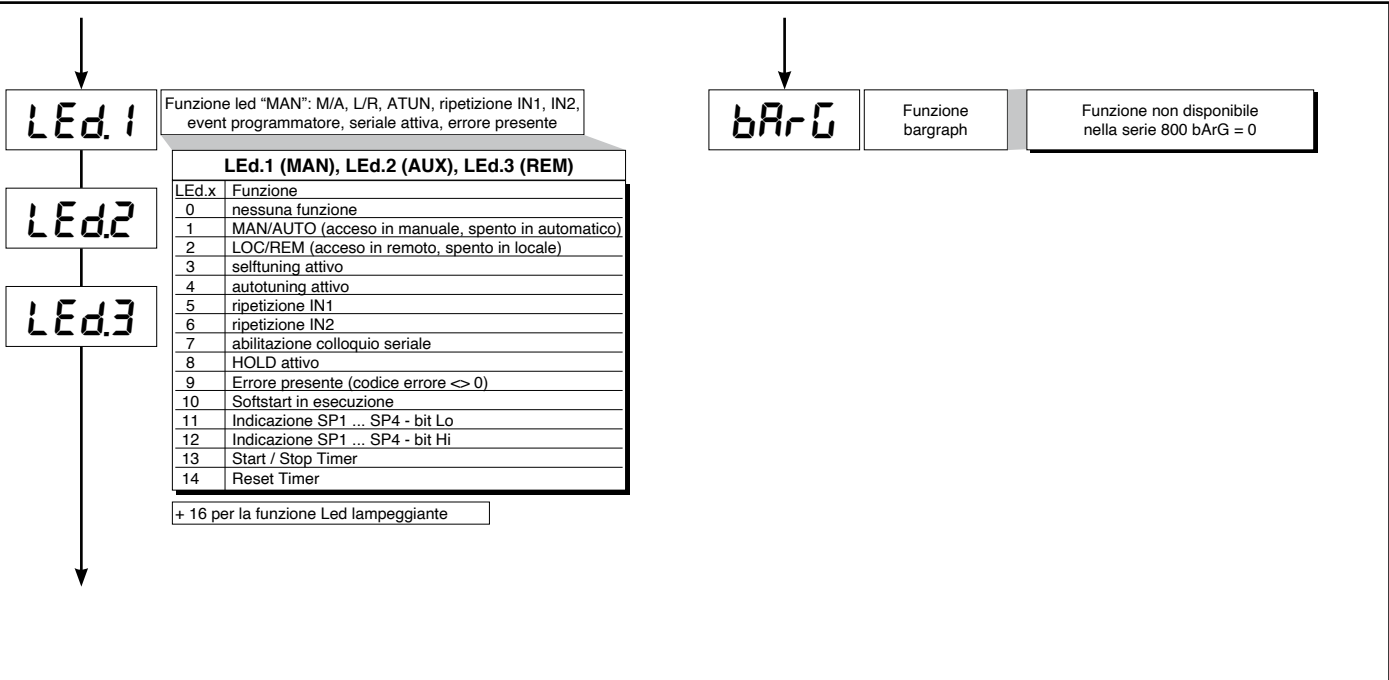 LEd.1
Funzione led “MAN”: M/A, L/R, ATUN, ripetizione IN1, IN2,
event programmatore, seriale attiva, errore presente
LEd.1 (MAN), LEd.2 (AUX), LEd.3 (REM)
LEd.x Funzione
0 nessuna funzione
1 MAN/AUTO (acceso in manuale, spento in automatico)
2 LOC/REM (acceso in remoto, spento in locale)
3 selftuning attivo
4 autotuning attivo
5 ripetizione IN1
6 ripetizione IN2
7 abilitazione colloquio seriale
8 HOLD attivo
9 Errore presente (codice errore <> 0)
10 Softstart in esecuzione
11 Indicazione SP1 ... SP4 - bit Lo
12 Indicazione SP1 ... SP4 - bit Hi
13 Start / Stop Timer
14 Reset Timer
+ 16 per la funzione Led lampeggiante
LEd.2
LEd.3
bArG
Funzione
bargraph
Funzione non disponibile
nella serie 800 bArG = 0